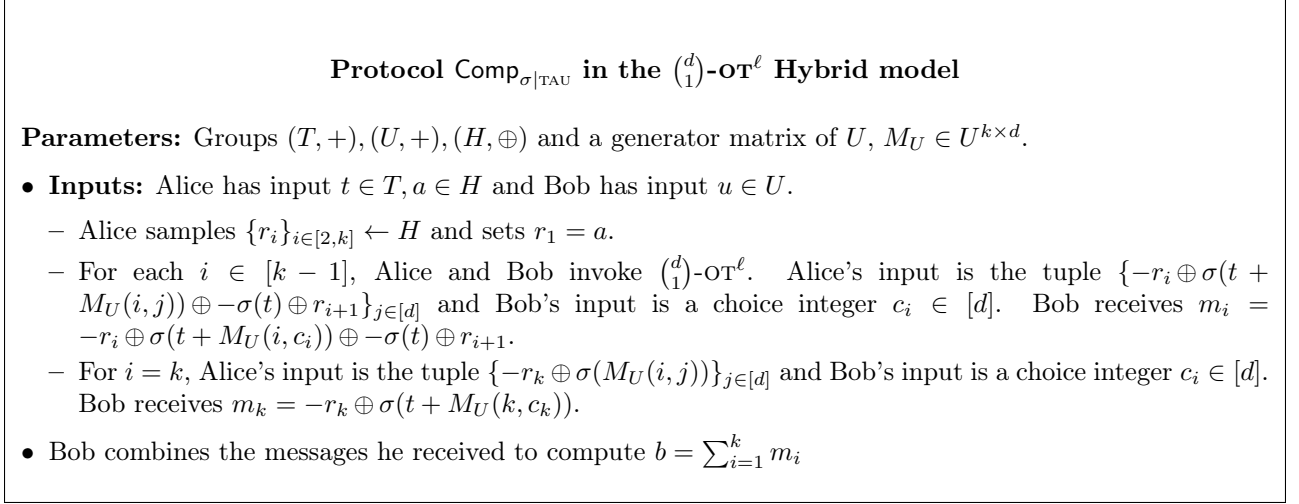 Protocol Comp_{σ|TAU} in the \binom{d}{1}-OT^ℓ Hybrid model
Parameters: Groups (T, +), (U, +), (H, ⊕) and a generator matrix of U, M_U ∈ U^{k×d}.
• Inputs: Alice has input t ∈ T, a ∈ H and Bob has input u ∈ U.
– Alice samples {r_i}_{i∈[2,k]} ← H and sets r_1 = a.
– For each i ∈ [k − 1], Alice and Bob invoke \binom{d}{1}-OT^ℓ. Alice's input is the tuple {−r_i ⊕ σ(t +
M_U(i, j)) ⊕ −σ(t) ⊕ r_{i+1}}_{j∈[d]} and Bob's input is a choice integer c_i ∈ [d]. Bob receives m_i =
−r_i ⊕ σ(t + M_U(i, c_i)) ⊕ −σ(t) ⊕ r_{i+1}.
– For i = k, Alice's input is the tuple {−r_k ⊕ σ(M_U(i, j))}_{j∈[d]} and Bob's input is a choice integer c_i ∈ [d].
Bob receives m_k = −r_k ⊕ σ(t + M_U(k, c_k)).
• Bob combines the messages he received to compute b = ∑_{i=1}^{k} m_i